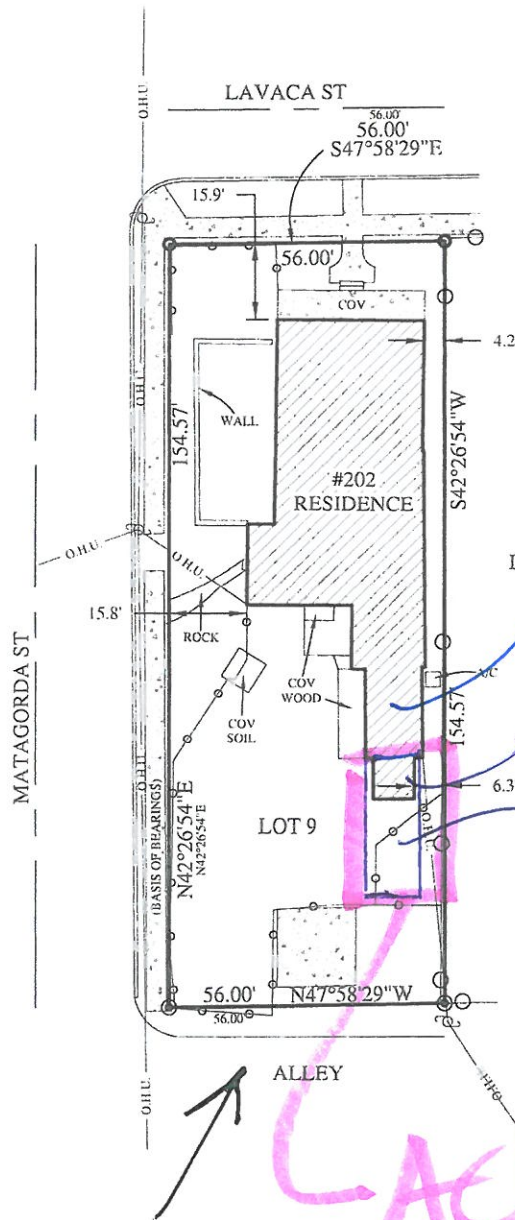 LAVACA ST
56.00'
56.00'
S47°58'29"E
O.H.U.
15.9'
56.00'
COV
4.2
O.H.U.
WALL
154.57'
S42°26'54"W
#202
RESIDENCE
O.H.U.
O.H.U.
L
15.8'
ROCK
COV
WOOD
COV
SOIL
A/C
MATAGORDA ST
154.57'
O.H.U.
6.3
O.H.U.
LOT 9
N42°26'54"E
N42°26'54"E
(BASIS OF BEARINGS)
56.00'
N47°58'29"W
56.00'
ALLEY
O.H.U.